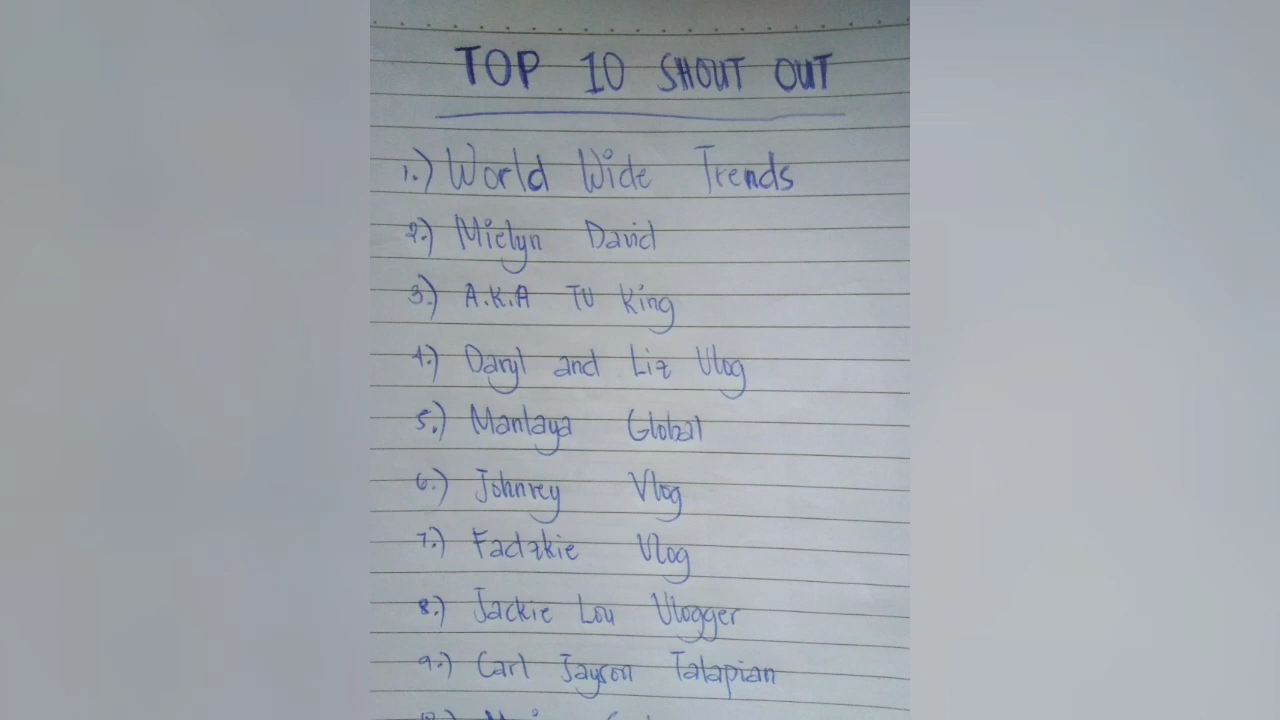 TOP 10 SHOUT OUT
1.) World Wide Trends
2.) Mielyn David
3.) A.K.A TV King
4.) Daryl and Liz Vlog
5.) Manlaya Global
6.) Johnrey Vlog
7.) Fadzkie Vlog
8.) Jackie Lou Vlogger
9.) Carl Jayson Talapian